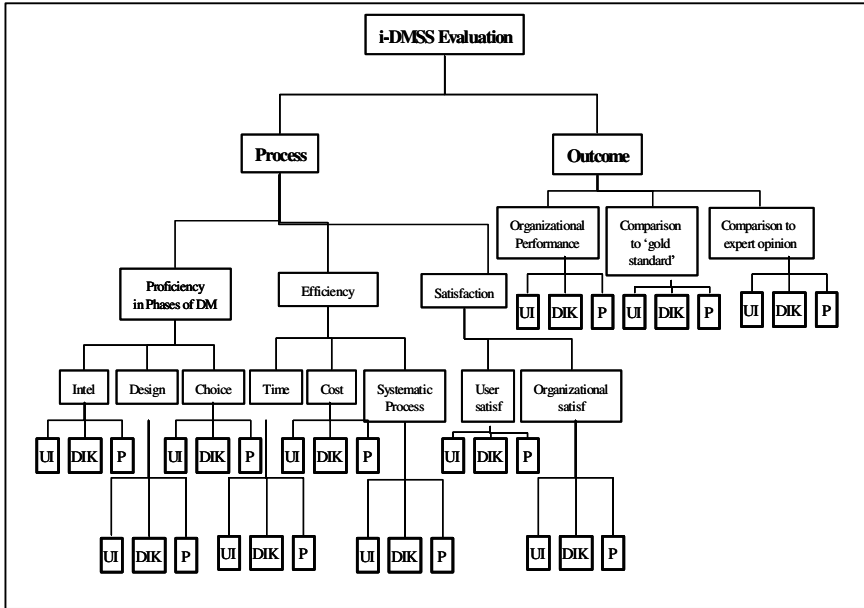 i-DMSS Evaluation
Process
Outcome
Organizational
Performance
Comparison
to ‘gold
standard’
Comparison to
expert opinion
Proficiency
in Phases of DM
Efficiency
Satisfaction
UI DIK P UI DIK P UI DIK P
Intel
Design
Choice
Time
Cost
Systematic
Process
User
satisf
Organizational
satisf
UI DIK P UI DIK P UI DIK P UI DIK P
UI DIK P UI DIK P UI DIK P UI DIK P